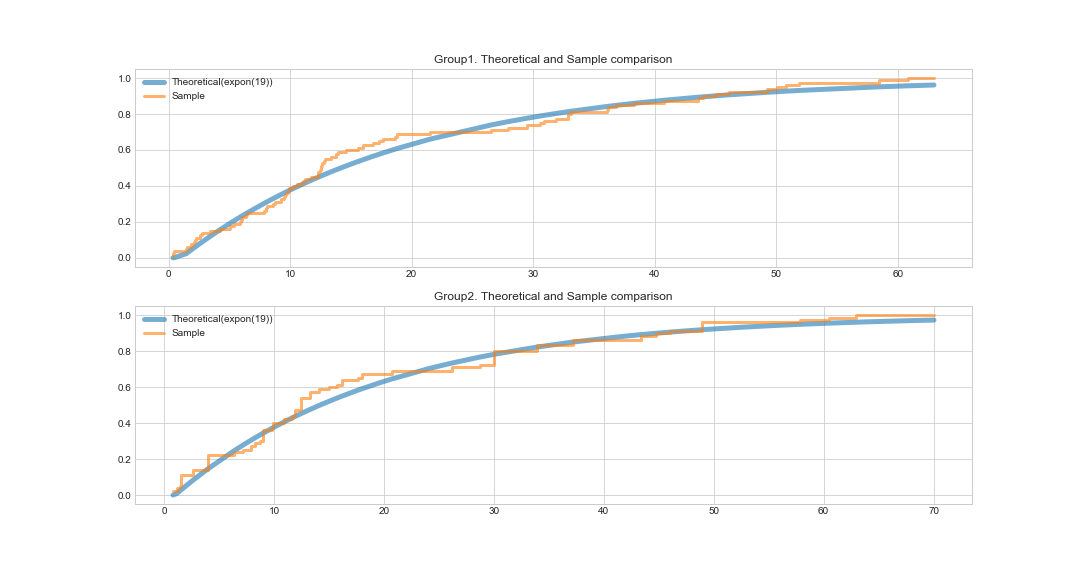 Group1. Theoretical and Sample comparison
1.0
Theoretical(expon(19))
Sample
0.8
0.6
0.4
0.2
0.0
0 10 20 30 40 50 60
Group2. Theoretical and Sample comparison
1.0
Theoretical(expon(19))
Sample
0.8
0.6
0.4
0.2
0.0
0 10 20 30 40 50 60 70